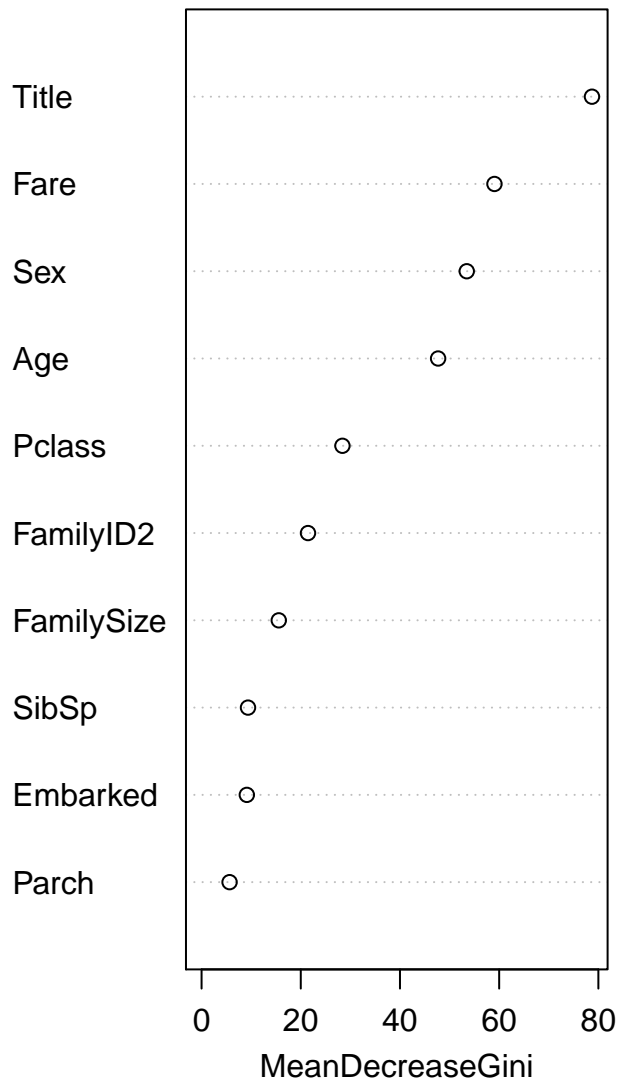 Title
Fare
Sex
Age
Pclass
FamilyID2
FamilySize
SibSp
Embarked
Parch
0 20 40 60 80
MeanDecreaseGini